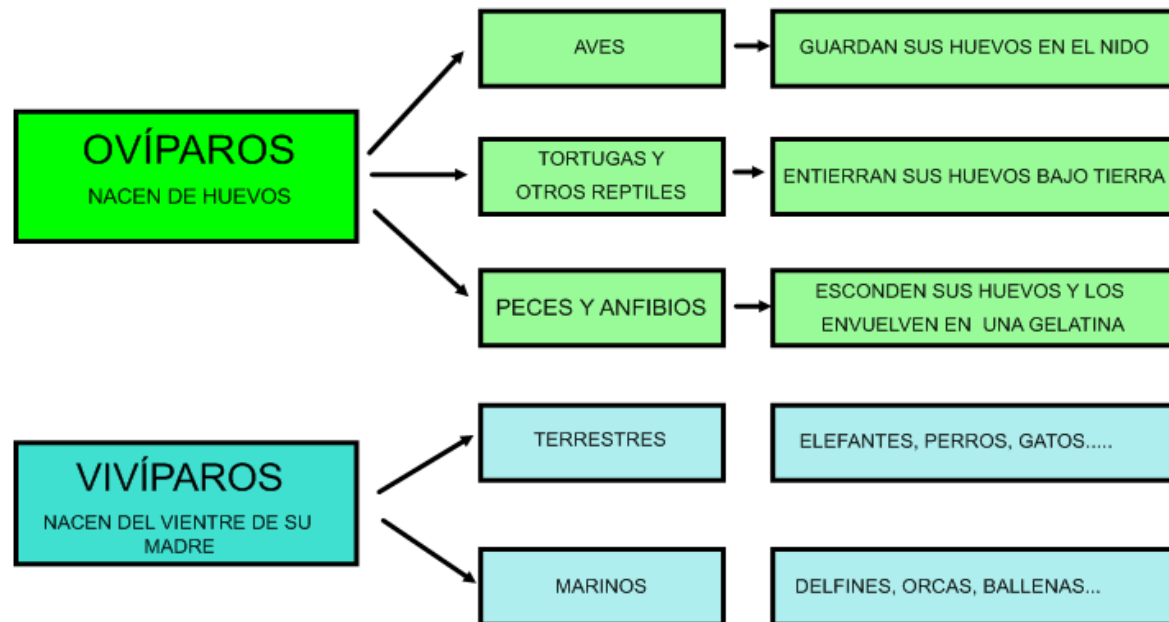 OVÍPAROS
NACEN DE HUEVOS
AVES
GUARDAN SUS HUEVOS EN EL NIDO
TORTUGAS Y
OTROS REPTILES
ENTIERRAN SUS HUEVOS BAJO TIERRA
PECES Y ANFIBIOS
ESCONDEN SUS HUEVOS Y LOS
ENVUELVEN EN UNA GELATINA
VIVÍPAROS
NACEN DEL VIENTRE DE SU
MADRE
TERRESTRES
ELEFANTES, PERROS, GATOS.....
MARINOS
DELFINES, ORCAS, BALLENAS...